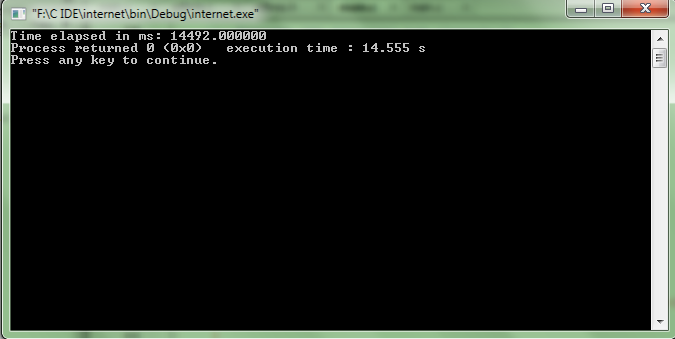 "F:\C IDE\internet\bin\Debug\internet.exe"
Time elapsed in ms: 14492.000000
Process returned 0 (0x0)   execution time : 14.555 s
Press any key to continue.